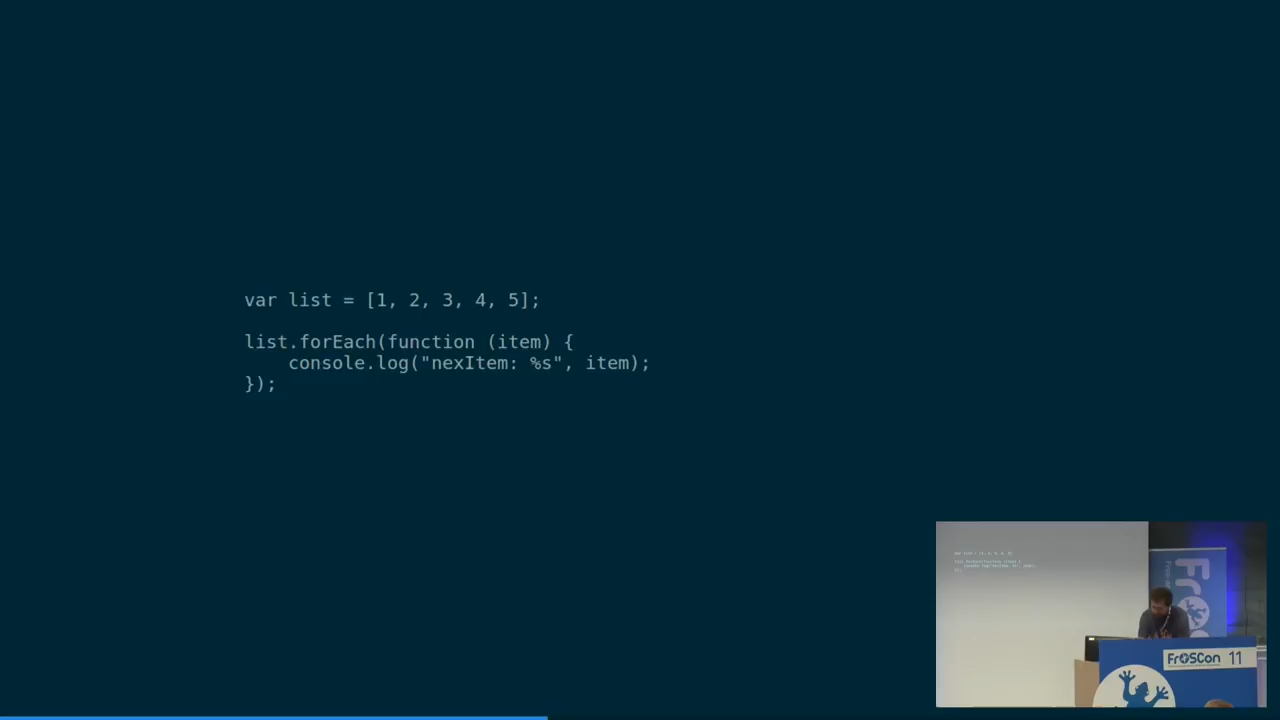 var list = [1, 2, 3, 4, 5];
list.forEach(function (item) {
    console.log("nexItem: %s", item);
});
FrOSCon 11